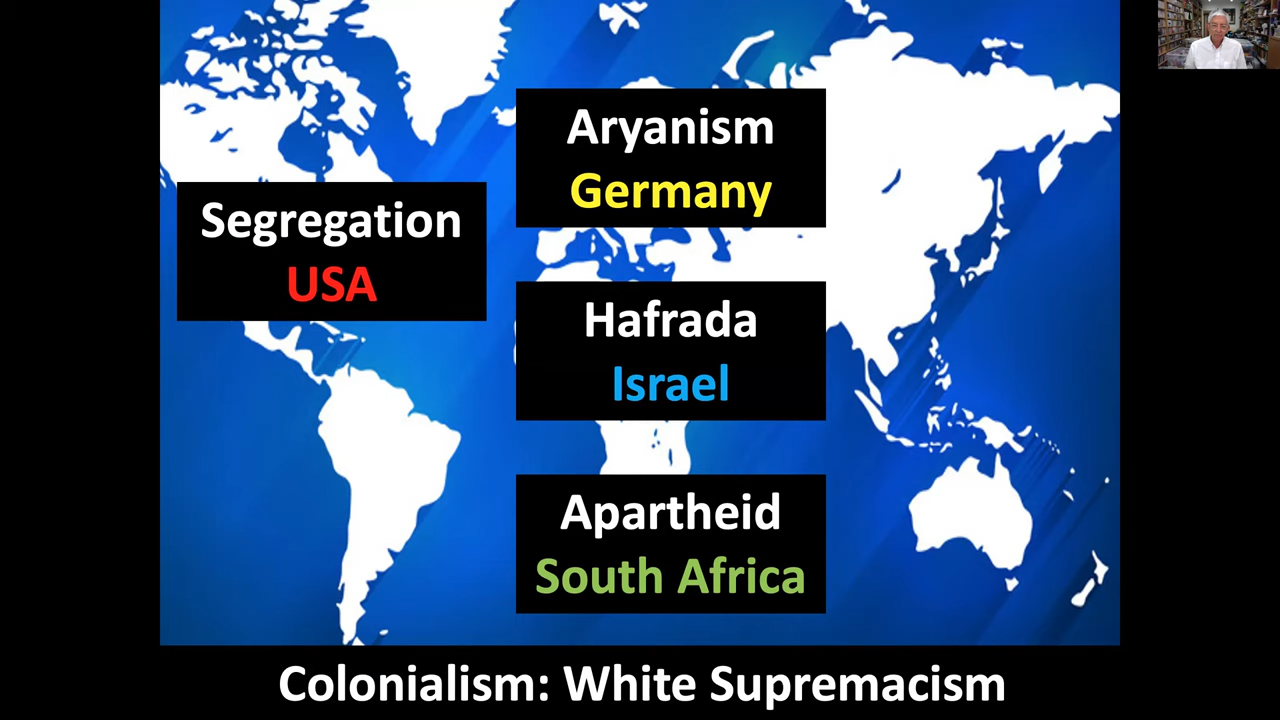 Aryanism
Germany
Segregation
USA
Hafrada
Israel
Apartheid
South Africa
Colonialism: White Supremacism